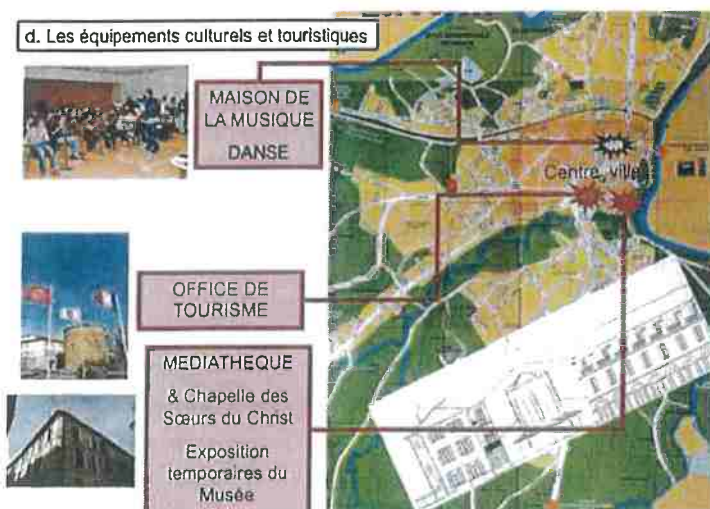 d. Les équipements culturels et touristiques
MAISON DE
LA MUSIQUE
DANSE
Centre ville
OFFICE DE
TOURISME
MEDIATHEQUE
& Chapelle des
Sœurs du Christ
Exposition
temporaires du
Musée